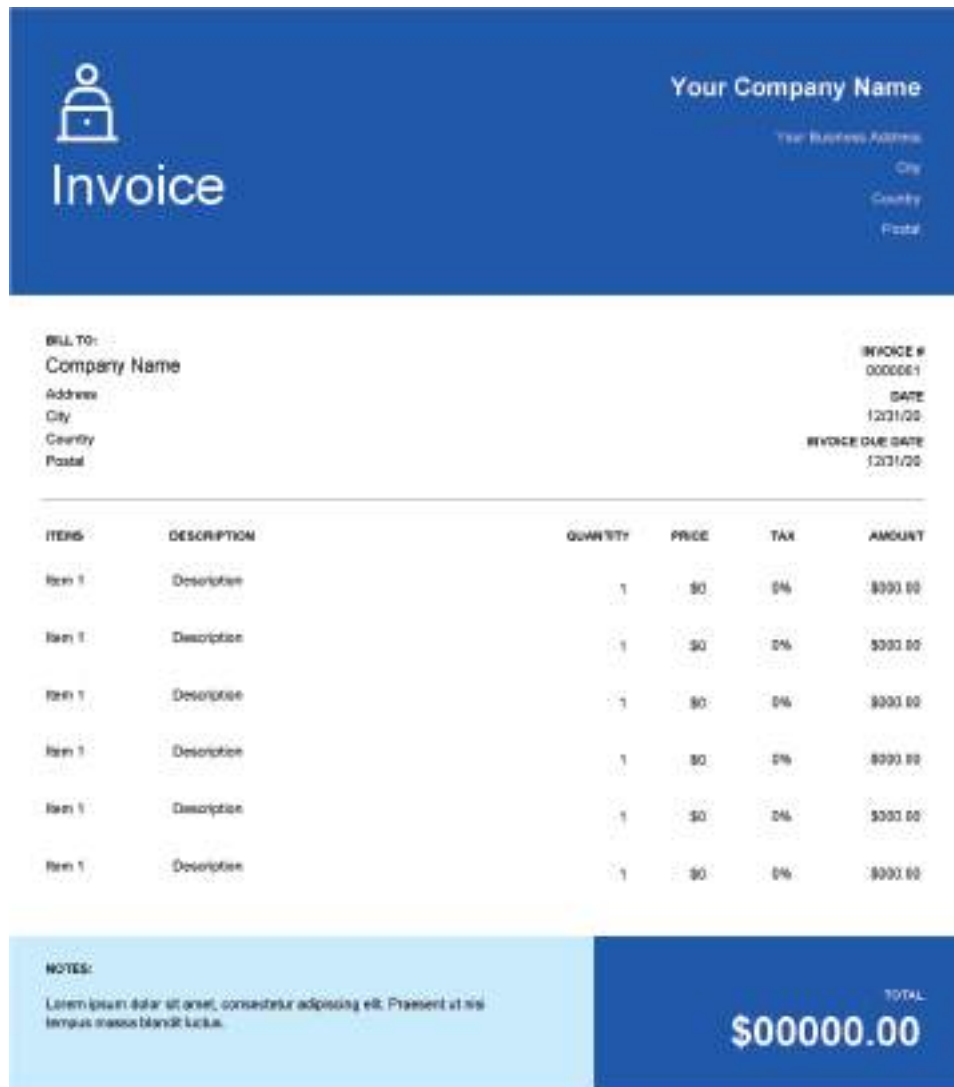 Invoice
Your Company Name
Your Business Address
City
Country
Postal
BILL TO:
Company Name
Address
City
Country
Postal
INVOICE #
0000001
DATE
12/31/20
INVOICE DUE DATE
12/31/20
ITEMS DESCRIPTION QUANTITY PRICE TAX AMOUNT
Item 1 Description 1 $0 0% $000.00
Item 1 Description 1 $0 0% $000.00
Item 1 Description 1 $0 0% $000.00
Item 1 Description 1 $0 0% $000.00
Item 1 Description 1 $0 0% $000.00
Item 1 Description 1 $0 0% $000.00
NOTES:
Lorem ipsum dolor sit amet, consectetur adipiscing elit. Praesent ut nisi
tempus massa blandit luctus.
TOTAL
$00000.00